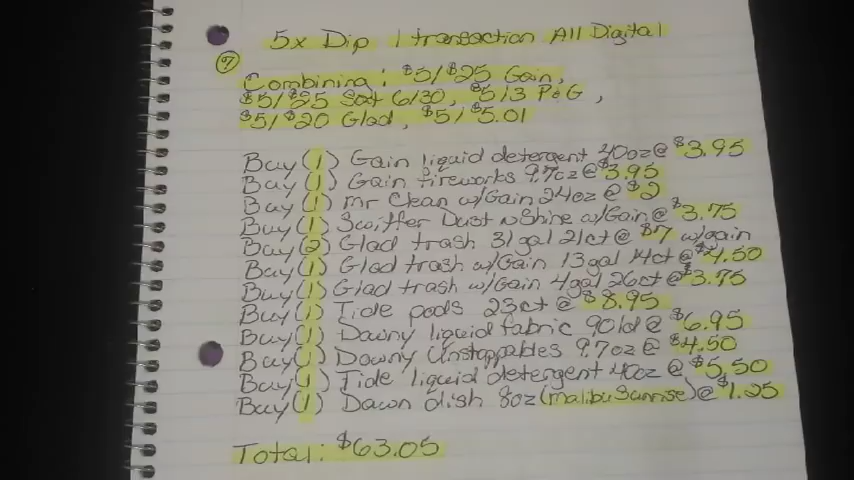 5x Dip 1 transaction All Digital
⑦
Combining: $5/$25 Gain,
$5/$25 Sat 6/30, $5/3 P&G,
$5/$20 Glad, $5/$5.01
Buy (1) Gain liquid detergent 40oz @ $3.95
Buy (1) Gain fireworks 9.7oz @ $3.95
Buy (1) Mr Clean w/Gain 24oz @ $2
Buy (1) Swiffer Dust n Shine w/Gain @ $3.75
Buy (2) Glad trash 31gal 21ct @ $7 w/gain
Buy (1) Glad trash w/Gain 13gal 14ct @ $4.50
Buy (1) Glad trash w/Gain 4gal 26ct @ $3.75
Buy (1) Tide pods 23ct @ $8.95
Buy (1) Downy liquid fabric 90ld @ $6.95
Buy (1) Downy Unstoppables 9.7oz @ $4.50
Buy (1) Tide liquid detergent 40oz @ $5.50
Buy (1) Dawn dish 8oz (malibu Sunrise) @ $1.25
Total: $63.05